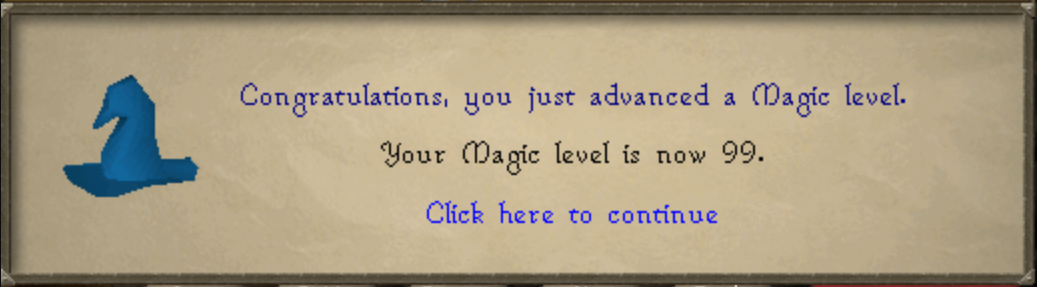 Congratulations, you just advanced a Magic level.
Your Magic level is now 99.
Click here to continue